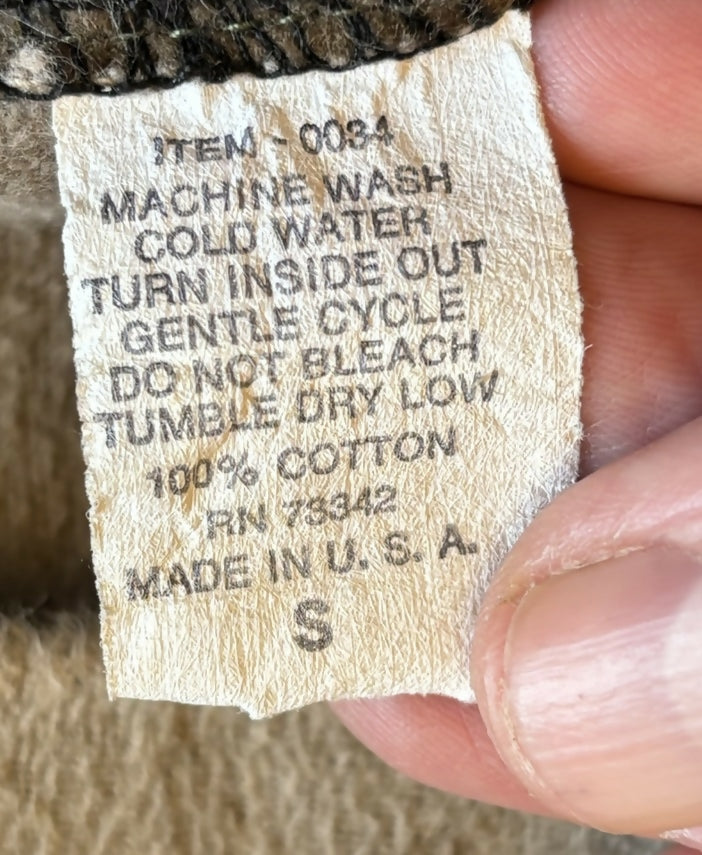 ITEM - 0034
MACHINE WASH
COLD WATER
TURN INSIDE OUT
GENTLE CYCLE
DO NOT BLEACH
TUMBLE DRY LOW
100% COTTON
RN 73342
MADE IN U. S. A.
S